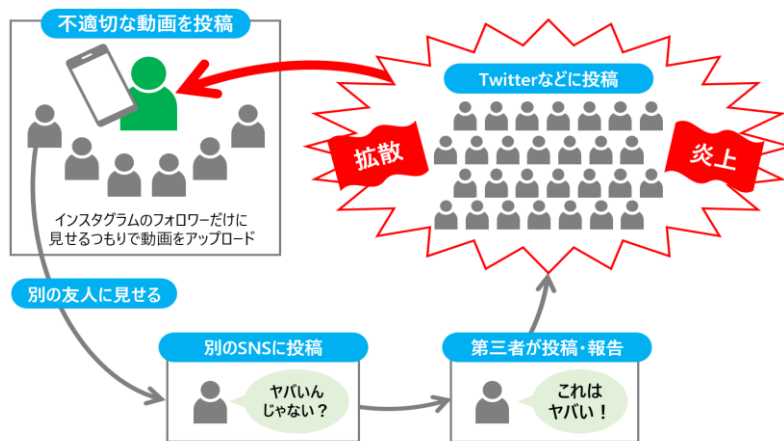 不適切な動画を投稿
インスタグラムのフォロワーだけに
見せるつもりで動画をアップロード
別の友人に見せる
別のSNSに投稿
ヤバいん
じゃない？
第三者が投稿・報告
これは
ヤバい！
Twitterなどに投稿
拡散
炎上